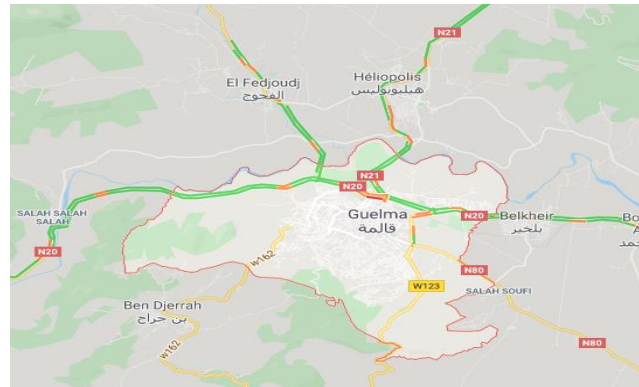 N21
El Fedjoudj
الفجوج
Héliopolis
هيليوبوليس
N21
N20
SALAH SALAH
SALAH
Guelma
قالمة
N20
Belkheir
بلخير
N20
W162
N80
W123
SALAH SOUFI
Ben Djerrah
بن جراح
W162
N80